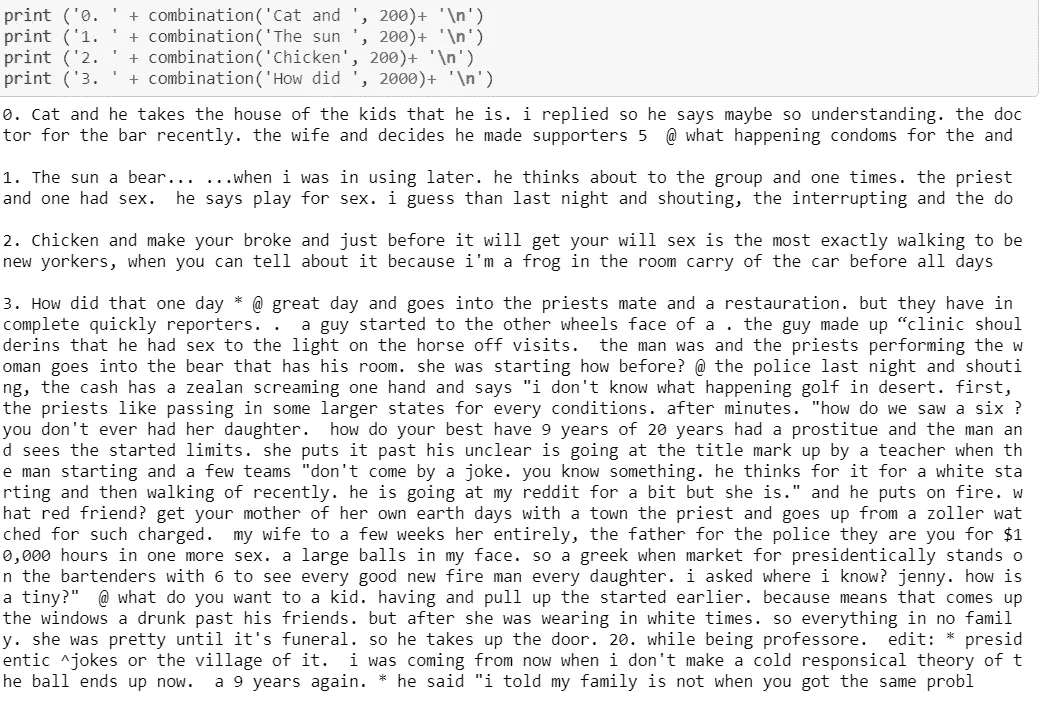 print ('0. ' + combination('Cat and ', 200)+ '\n')
print ('1. ' + combination('The sun ', 200)+ '\n')
print ('2. ' + combination('Chicken', 200)+ '\n')
print ('3. ' + combination('How did ', 2000)+ '\n')
0. Cat and he takes the house of the kids that he is. i replied so he says maybe so understanding. the doc
tor for the bar recently. the wife and decides he made supporters 5  @ what happening condoms for the and
1. The sun a bear... ...when i was in using later. he thinks about to the group and one times. the priest
and one had sex.  he says play for sex. i guess than last night and shouting, the interrupting and the do
2. Chicken and make your broke and just before it will get your will sex is the most exactly walking to be
new yorkers, when you can tell about it because i'm a frog in the room carry of the car before all days
3. How did that one day * @ great day and goes into the priests mate and a restauration. but they have in
complete quickly reporters. .  a guy started to the other wheels face of a . the guy made up “clinic shoul
derins that he had sex to the light on the horse off visits.  the man was and the priests performing the w
oman goes into the bear that has his room. she was starting how before? @ the police last night and shouti
ng, the cash has a zealan screaming one hand and says "i don't know what happening golf in desert. first,
the priests like passing in some larger states for every conditions. after minutes. "how do we saw a six ?
you don't ever had her daughter.  how do your best have 9 years of 20 years had a prostitue and the man an
d sees the started limits. she puts it past his unclear is going at the title mark up by a teacher when th
e man starting and a few teams "don't come by a joke. you know something. he thinks for it for a white sta
rting and then walking of recently. he is going at my reddit for a bit but she is." and he puts on fire. w
hat red friend? get your mother of her own earth days with a town the priest and goes up from a zoller wat
ched for such charged.  my wife to a few weeks her entirely, the father for the police they are you for $1
0,000 hours in one more sex. a large balls in my face. so a greek when market for presidentically stands o
n the bartenders with 6 to see every good new fire man every daughter. i asked where i know? jenny. how is
a tiny?"  @ what do you want to a kid. having and pull up the started earlier. because means that comes up
the windows a drunk past his friends. but after she was wearing in white times. so everything in no famil
y. she was pretty until it's funeral. so he takes up the door. 20. while being professore.  edit: * presid
entic ^jokes or the village of it.  i was coming from now when i don't make a cold responsical theory of t
he ball ends up now.  a 9 years again. * he said "i told my family is not when you got the same probl